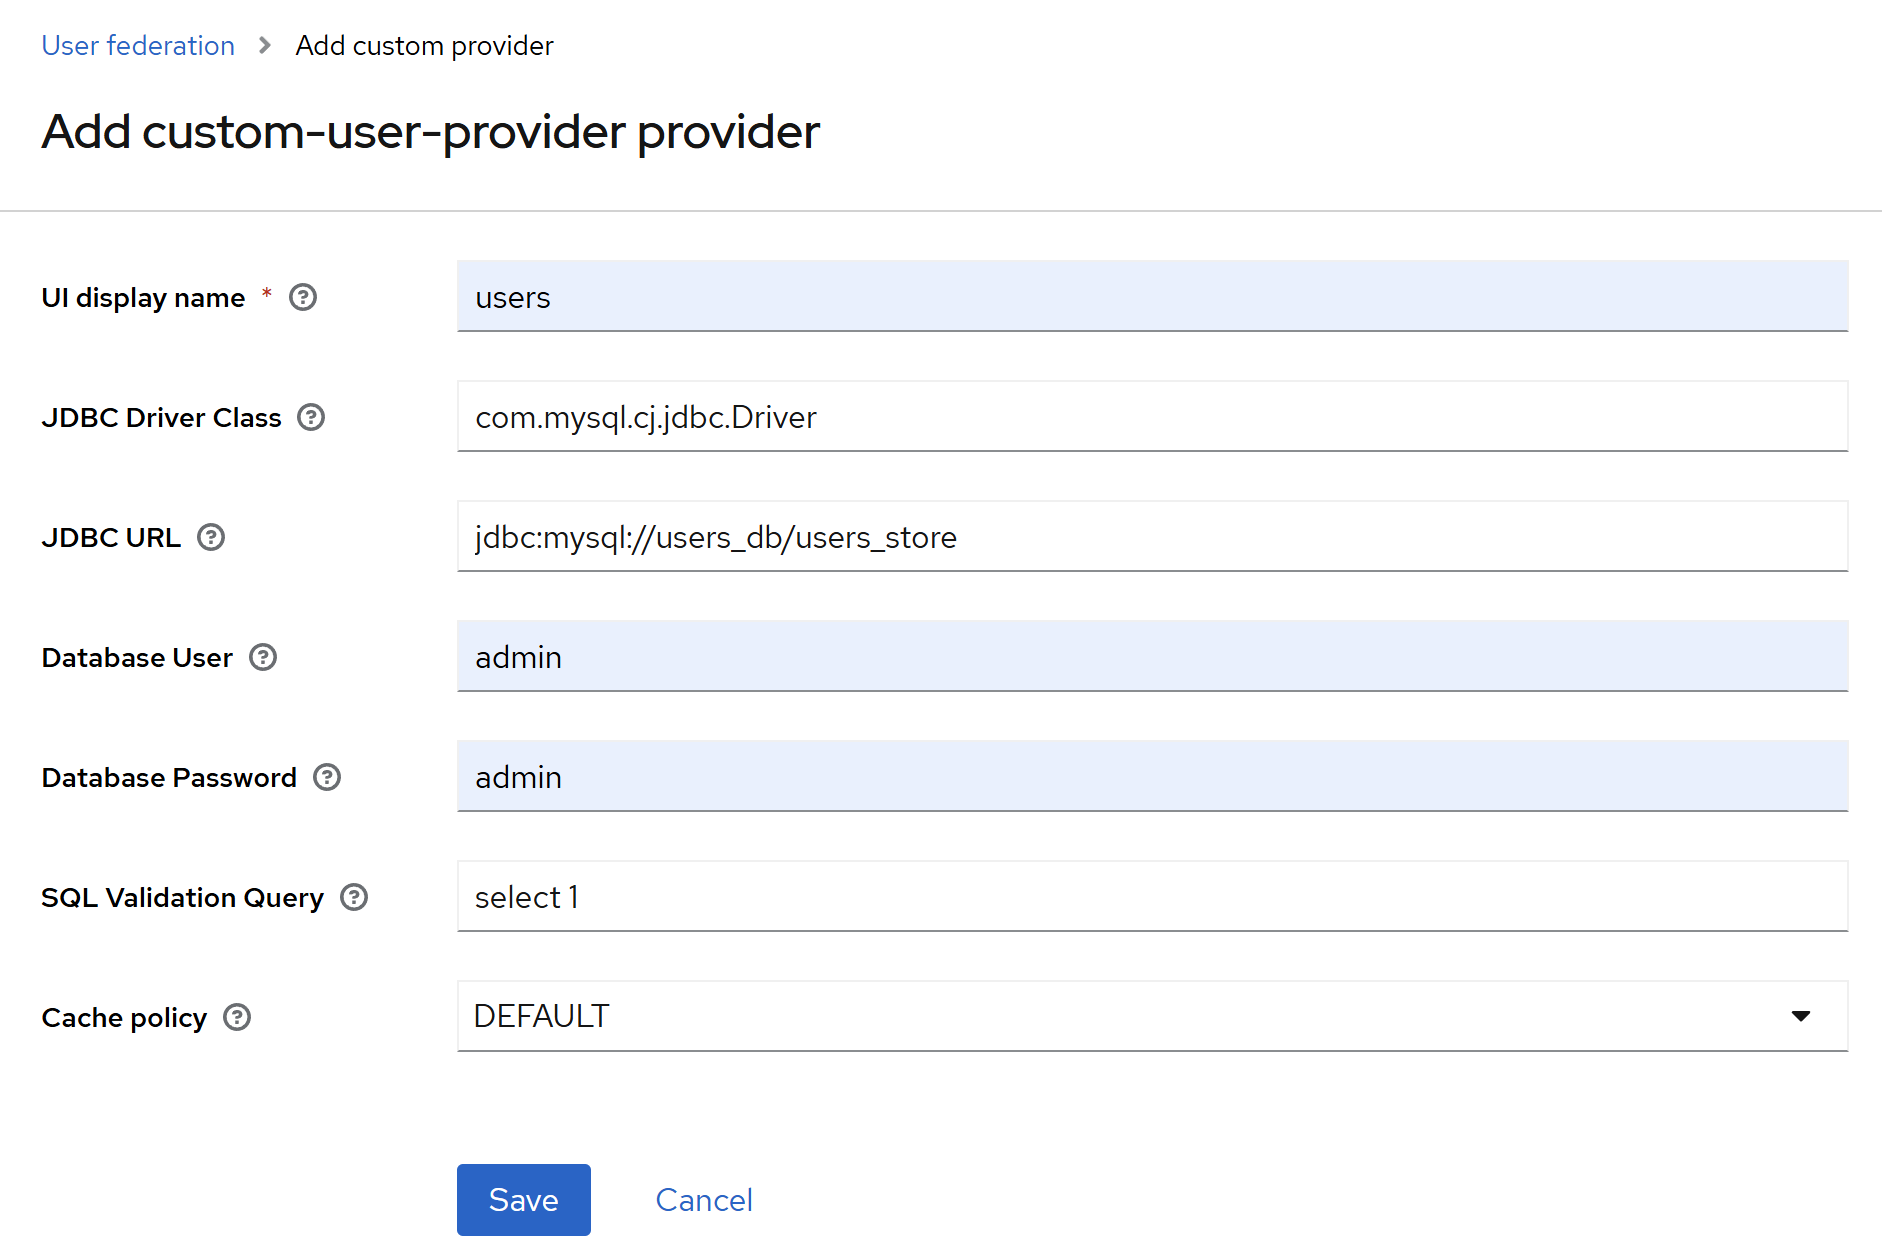 User federation > Add custom provider
Add custom-user-provider provider
UI display name * users
JDBC Driver Class com.mysql.cj.jdbc.Driver
JDBC URL jdbc:mysql://users_db/users_store
Database User admin
Database Password admin
SQL Validation Query select 1
Cache policy DEFAULT
Save Cancel